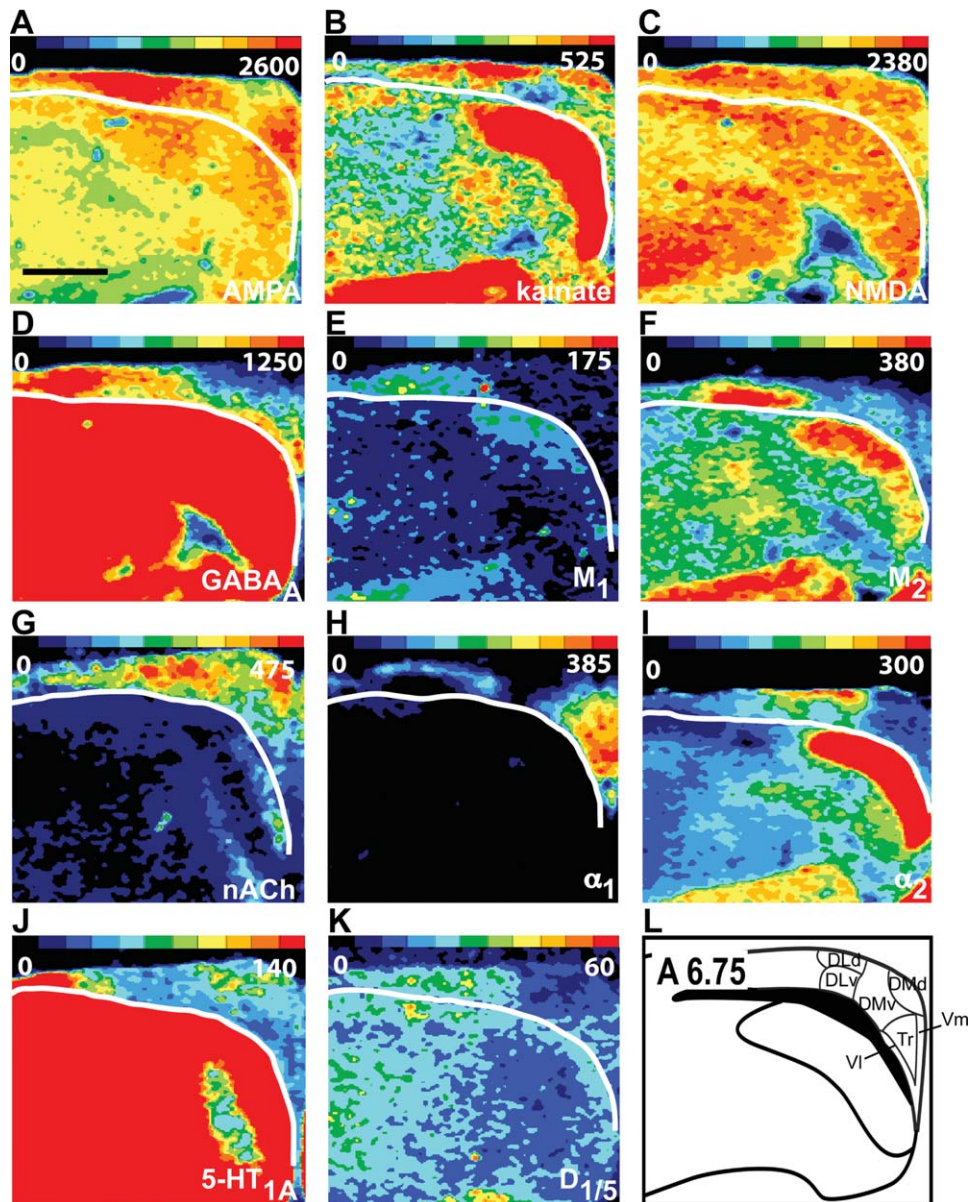 A
0 2600
AMPA
B
0 525
kainate
C
0 2380
NMDA
D
0 1250
GABA A
E
0 175
M1
F
0 380
M2
G
0 475
nACh
H
0 385
α1
I
0 300
α2
J
0 140
5-HT1A
K
0 60
D1/5
L
A 6.75
DLd
DLv
DMd
DMv
Vm
Tr
Vl